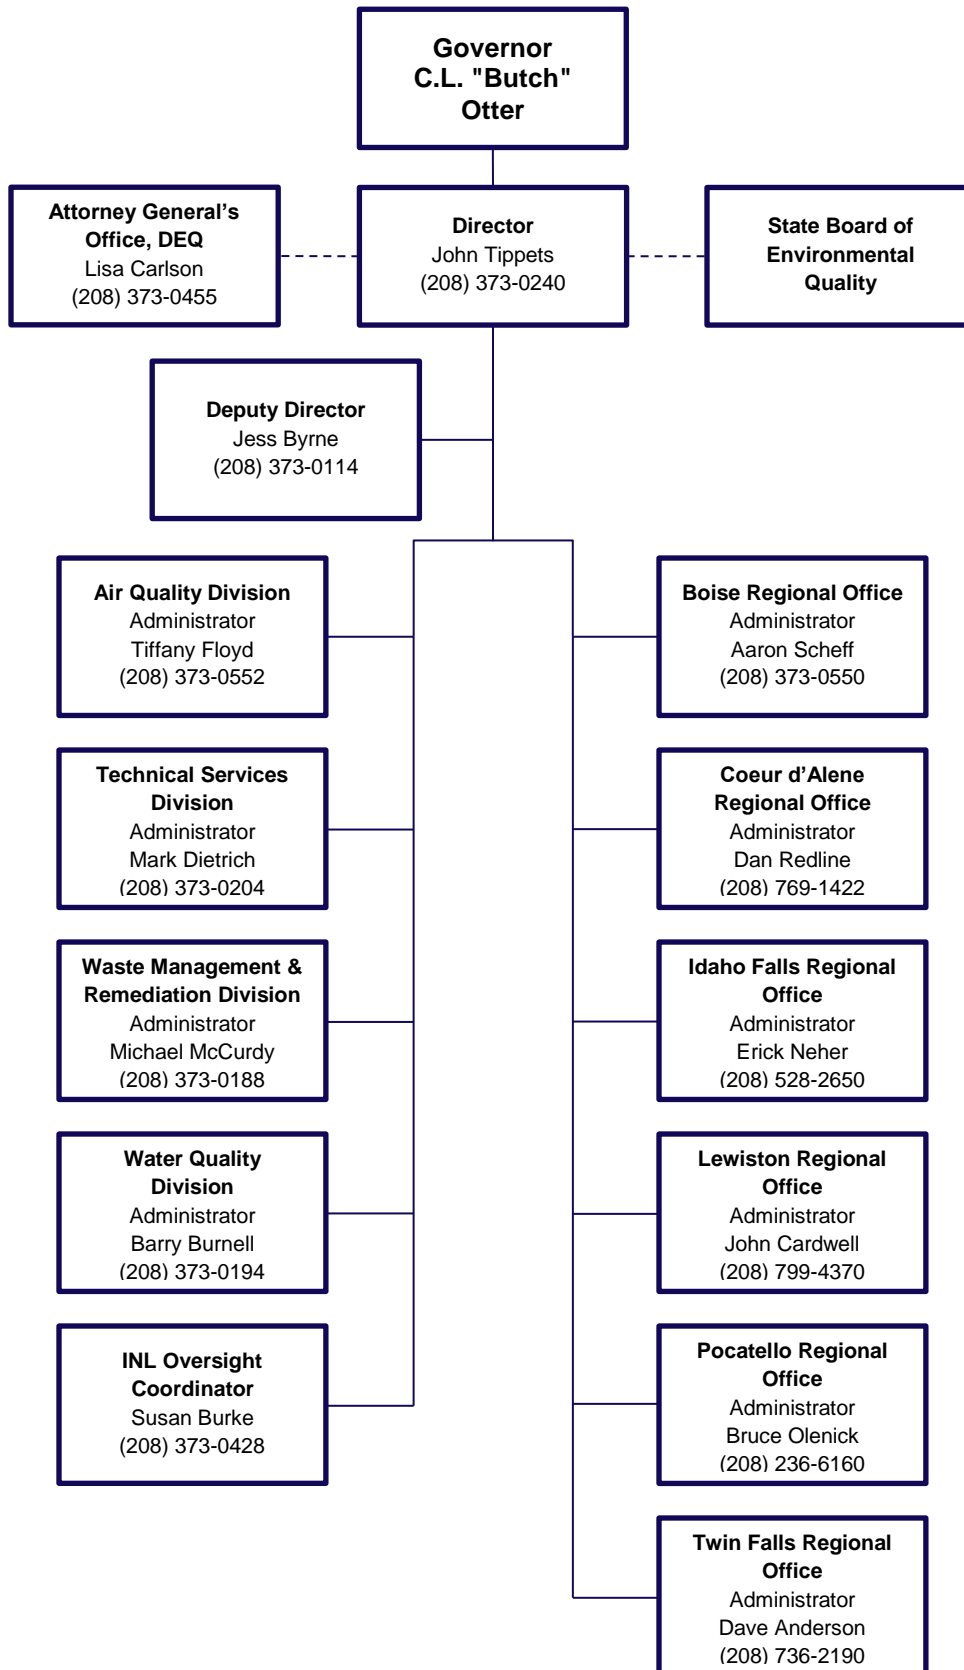 Governor
C.L. "Butch"
Otter
Attorney General’s
Office, DEQ
Lisa Carlson
(208) 373-0455
Director
John Tippets
(208) 373-0240
State Board of
Environmental
Quality
Deputy Director
Jess Byrne
(208) 373-0114
Air Quality Division
Administrator
Tiffany Floyd
(208) 373-0552
Technical Services
Division
Administrator
Mark Dietrich
(208) 373-0204
Waste Management &
Remediation Division
Administrator
Michael McCurdy
(208) 373-0188
Water Quality
Division
Administrator
Barry Burnell
(208) 373-0194
INL Oversight
Coordinator
Susan Burke
(208) 373-0428
Boise Regional Office
Administrator
Aaron Scheff
(208) 373-0550
Coeur d’Alene
Regional Office
Administrator
Dan Redline
(208) 769-1422
Idaho Falls Regional
Office
Administrator
Erick Neher
(208) 528-2650
Lewiston Regional
Office
Administrator
John Cardwell
(208) 799-4370
Pocatello Regional
Office
Administrator
Bruce Olenick
(208) 236-6160
Twin Falls Regional
Office
Administrator
Dave Anderson
(208) 736-2190